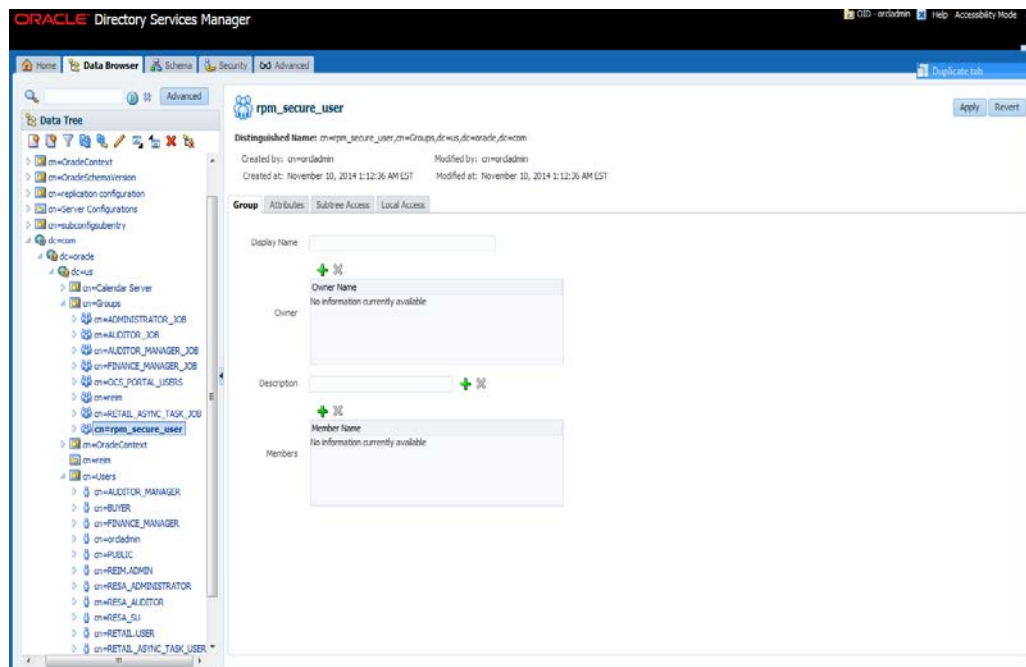 ORACLE Directory Services Manager
OID - orcladmin Help Accessibility Mode
Home Data Browser Schema Security Advanced
Duplicate tab
Advanced
Data Tree
cn=OracleContext
cn=OracleSchemaVersion
cn=replication configuration
cn=Server Configurations
cn=subconfigsubentry
dc=com
dc=oracle
dc=us
cn=Calendar Server
cn=Groups
cn=ADMINISTRATOR_JOB
cn=AUDITOR_JOB
cn=AUDITOR_MANAGER_JOB
cn=FINANCE_MANAGER_JOB
cn=OCS_PORTAL_USERS
cn=reim
cn=RETAIL_ASYNC_TASK_JOB
cn=rpm_secure_user
cn=OracleContext
cn=reim
cn=Users
cn=AUDITOR_MANAGER
cn=BUYER
cn=FINANCE_MANAGER
cn=orcladmin
cn=PUBLIC
cn=REIM.ADMIN
cn=RESA_ADMINISTRATOR
cn=RESA_AUDITOR
cn=RESA_SU
cn=RETAIL.USER
cn=RETAIL_ASYNC_TASK_USER
rpm_secure_user
Apply Revert
Distinguished Name: cn=rpm_secure_user,cn=Groups,dc=us,dc=oracle,dc=com
Created by: cn=orcladmin Modified by: cn=orcladmin
Created at: November 10, 2014 1:12:36 AM EST Modified at: November 10, 2014 1:12:36 AM EST
Group Attributes Subtree Access Local Access
Display Name
Owner
Owner Name
No information currently available
Description
Members
Member Name
No information currently available